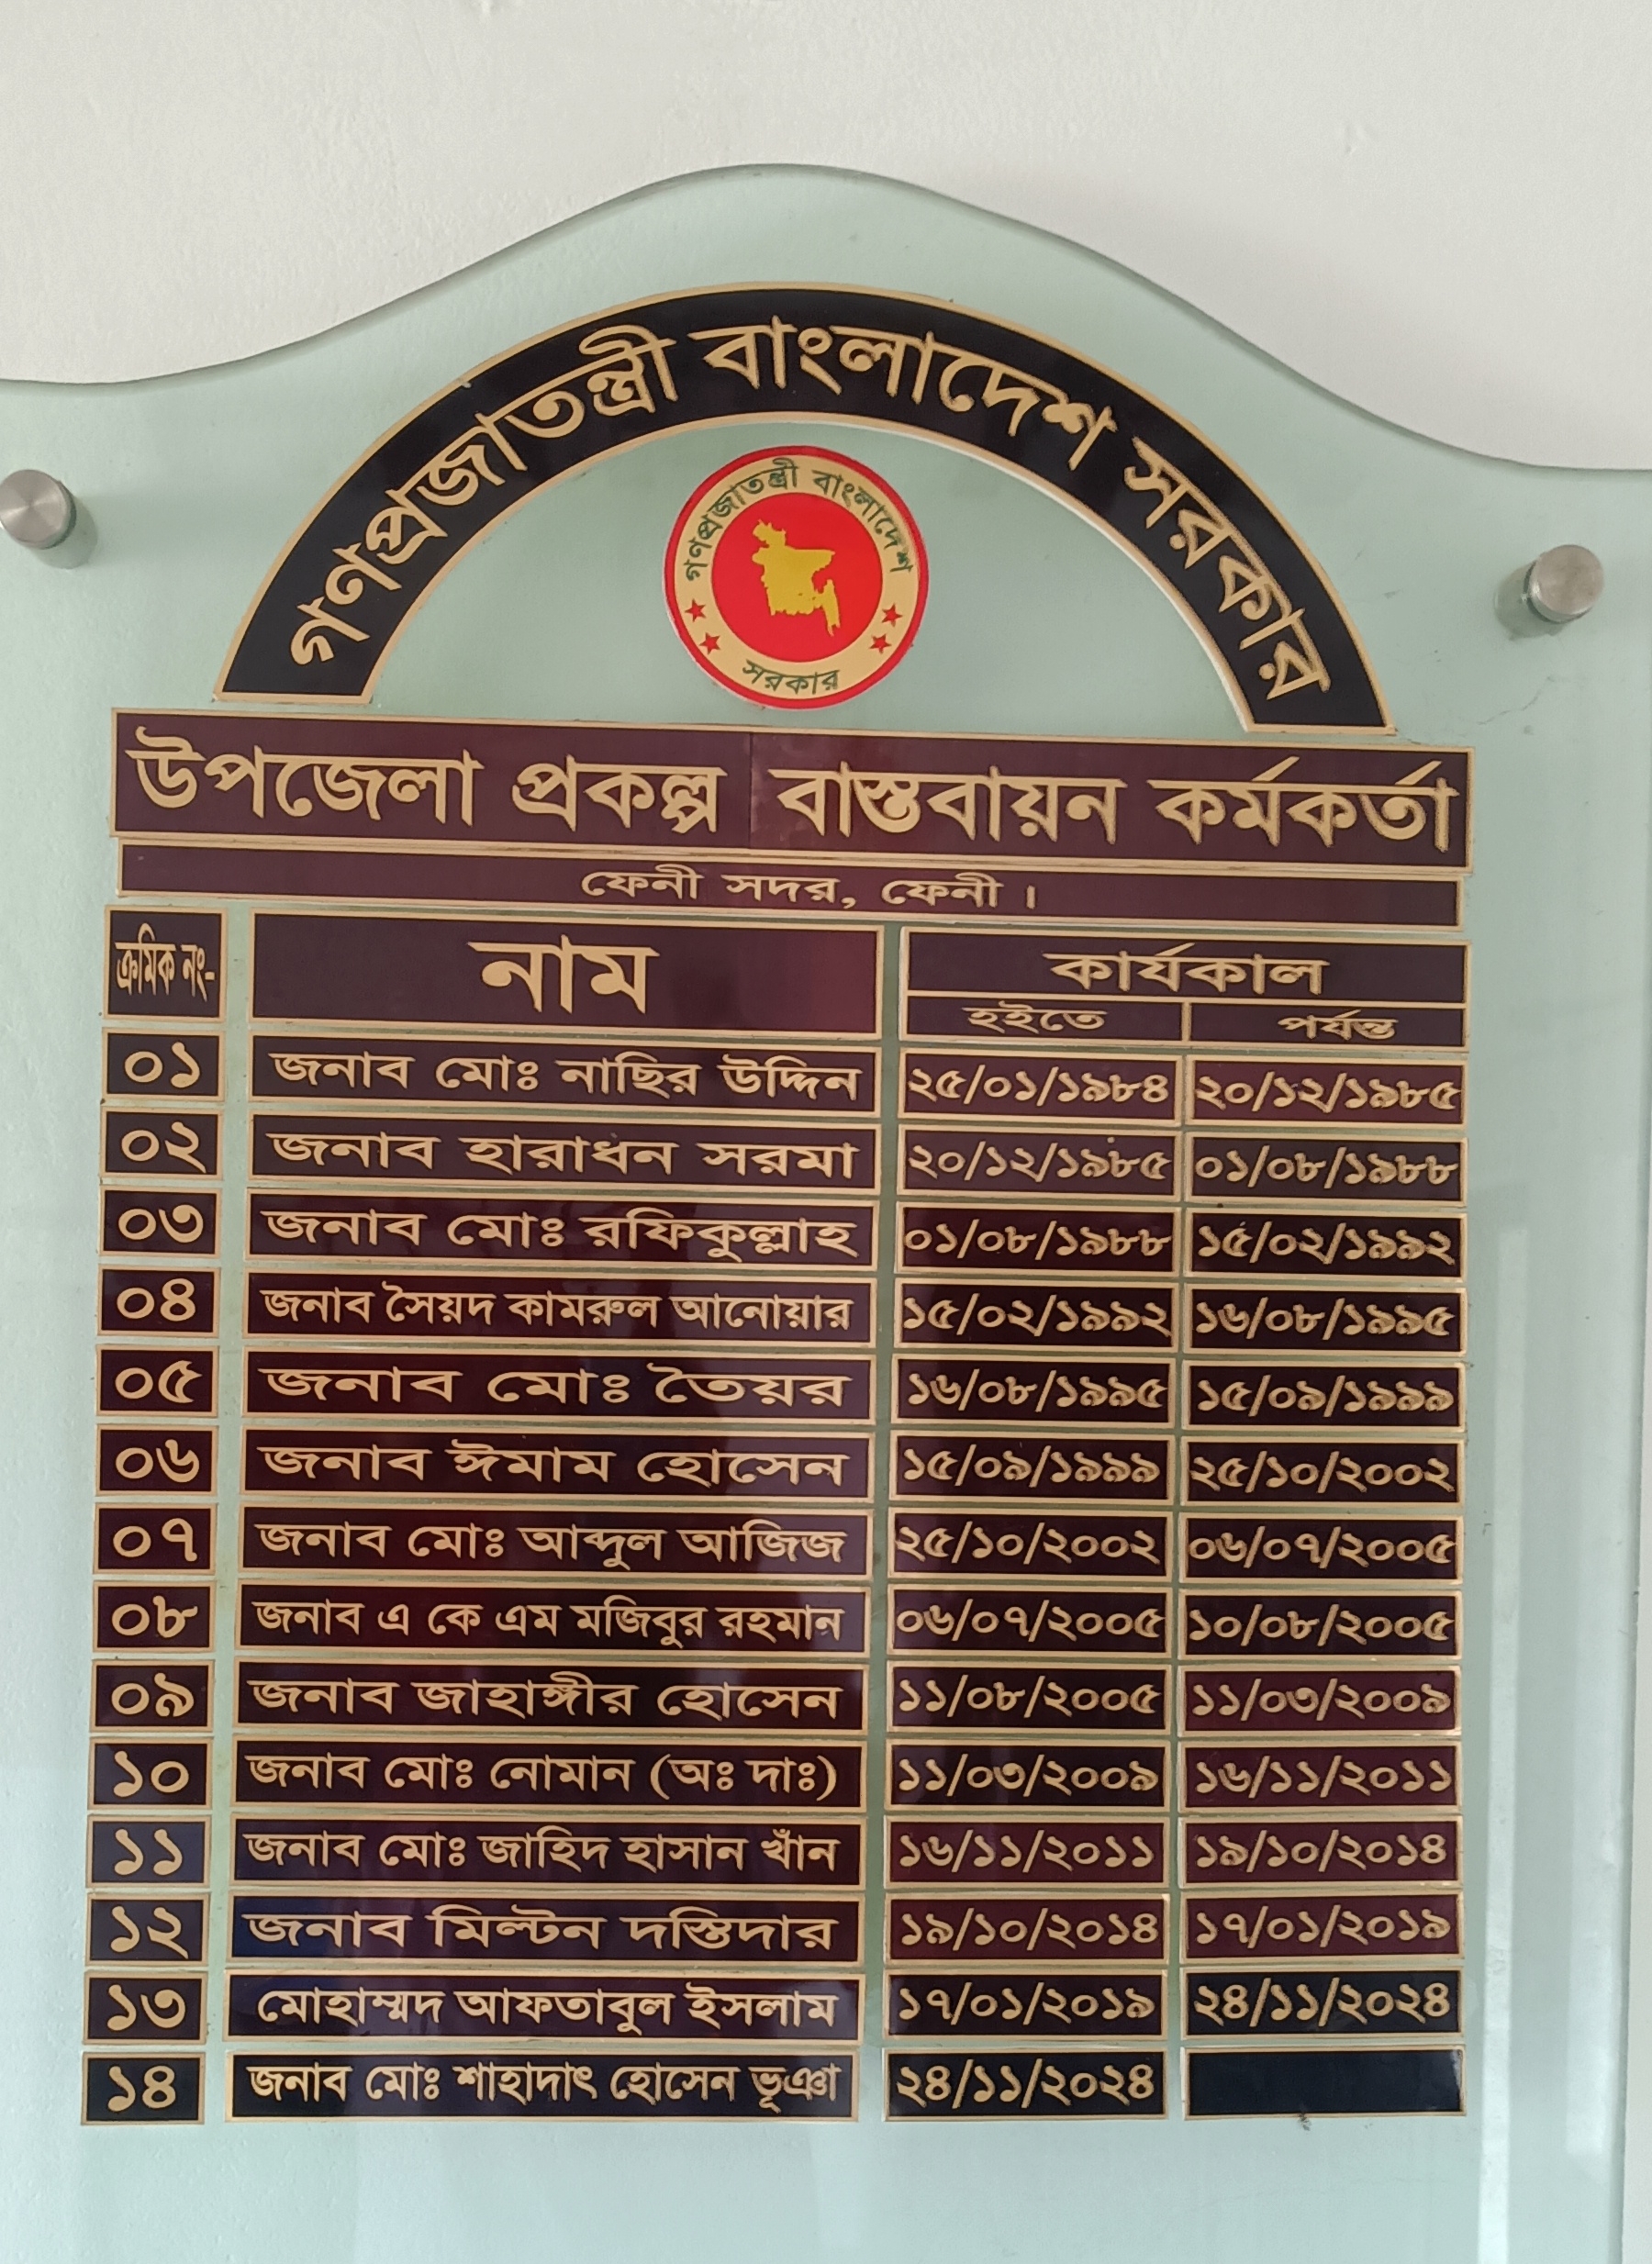 গণপ্রজাতন্ত্রী বাংলাদেশ সরকার
গণপ্রজাতন্ত্রী বাংলাদেশ
সরকার
উপজেলা প্রকল্প বাস্তবায়ন কর্মকর্তা
ফেনী সদর, ফেনী।
ক্রমিক নং- নাম কার্যকাল
হইতে পর্যন্ত
০১ জনাব মোঃ নাছির উদ্দিন ২৫/০১/১৯৮৪ ২০/১২/১৯৮৫
০২ জনাব হারাধন সরমা ২০/১২/১৯৮৫ ০১/০৮/১৯৮৮
০৩ জনাব মোঃ রফিকুল্লাহ ০১/০৮/১৯৮৮ ১৫/০২/১৯৯২
০৪ জনাব সৈয়দ কামরুল আনোয়ার ১৫/০২/১৯৯২ ১৬/০৮/১৯৯৫
০৫ জনাব মোঃ তৈয়র ১৬/০৮/১৯৯৫ ১৫/০৯/১৯৯৯
০৬ জনাব ঈমাম হোসেন ১৫/০৯/১৯৯৯ ২৫/১০/২০০২
০৭ জনাব মোঃ আব্দুল আজিজ ২৫/১০/২০০২ ০৬/০৭/২০০৫
০৮ জনাব এ কে এম মজিবুর রহমান ০৬/০৭/২০০৫ ১০/০৮/২০০৫
০৯ জনাব জাহাঙ্গীর হোসেন ১১/০৮/২০০৫ ১১/০৩/২০০৯
১০ জনাব মোঃ নোমান (অঃ দাঃ) ১১/০৩/২০০৯ ১৬/১১/২০১১
১১ জনাব মোঃ জাহিদ হাসান খাঁন ১৬/১১/২০১১ ১৯/১০/২০১৪
১২ জনাব মিল্টন দস্তিদার ১৯/১০/২০১৪ ১৭/০১/২০১৯
১৩ মোহাম্মদ আফতাবুল ইসলাম ১৭/০১/২০১৯ ২৪/১১/২০২৪
১৪ জনাব মোঃ শাহাদাৎ হোসেন ভূঞা ২৪/১১/২০২৪